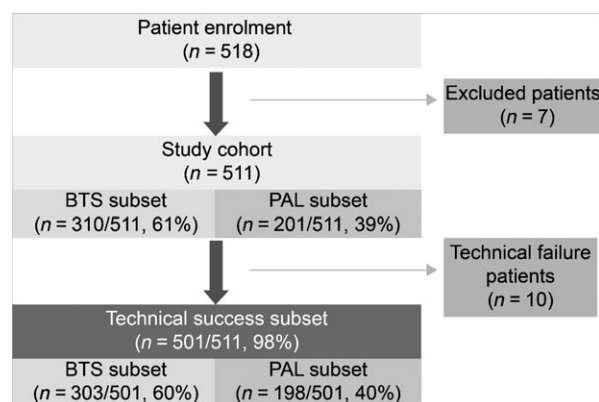 Patient enrolment
(n = 518)
Excluded patients
(n = 7)
Study cohort
(n = 511)
BTS subset
(n = 310/511, 61%)
PAL subset
(n = 201/511, 39%)
Technical failure
patients
(n = 10)
Technical success subset
(n = 501/511, 98%)
BTS subset
(n = 303/501, 60%)
PAL subset
(n = 198/501, 40%)